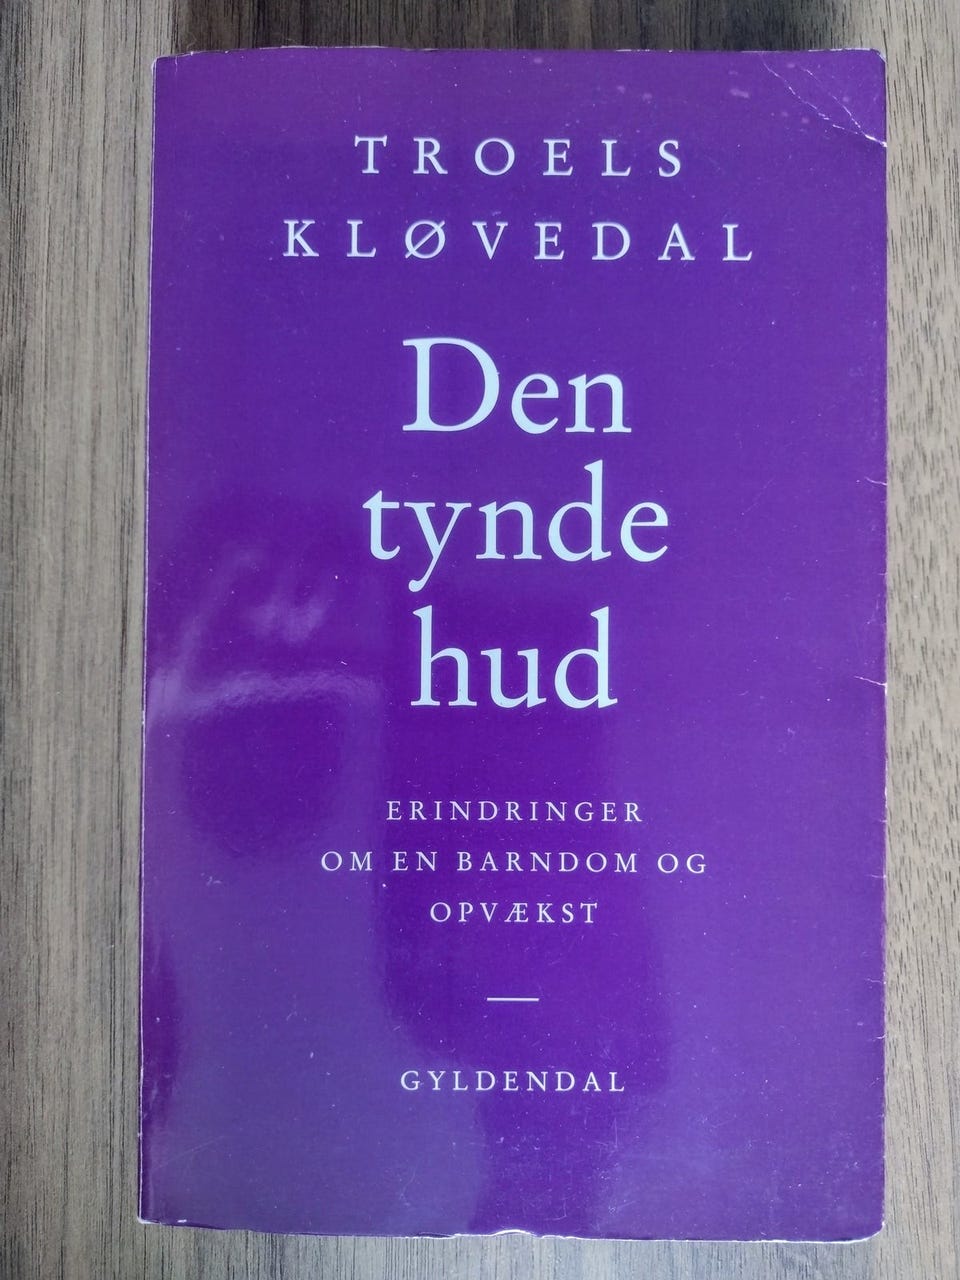 TROELS
KLØVEDAL
Den
tynde
hud
ERINDRINGER
OM EN BARNDOM OG
OPVÆKST
GYLDENDAL